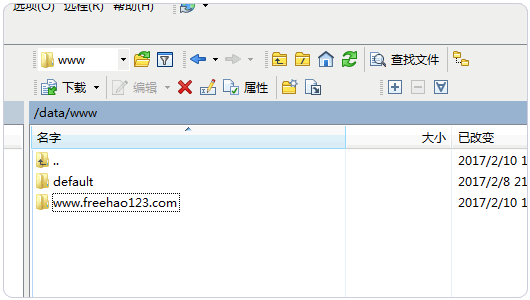 选项(O) 远程(R) 帮助(H)
www 查找文件
下载 编辑 属性
/data/www
名字 大小 已改变
.. 2017/2/10 1
default 2017/2/8 21
www.freehao123.com 2017/2/10 1